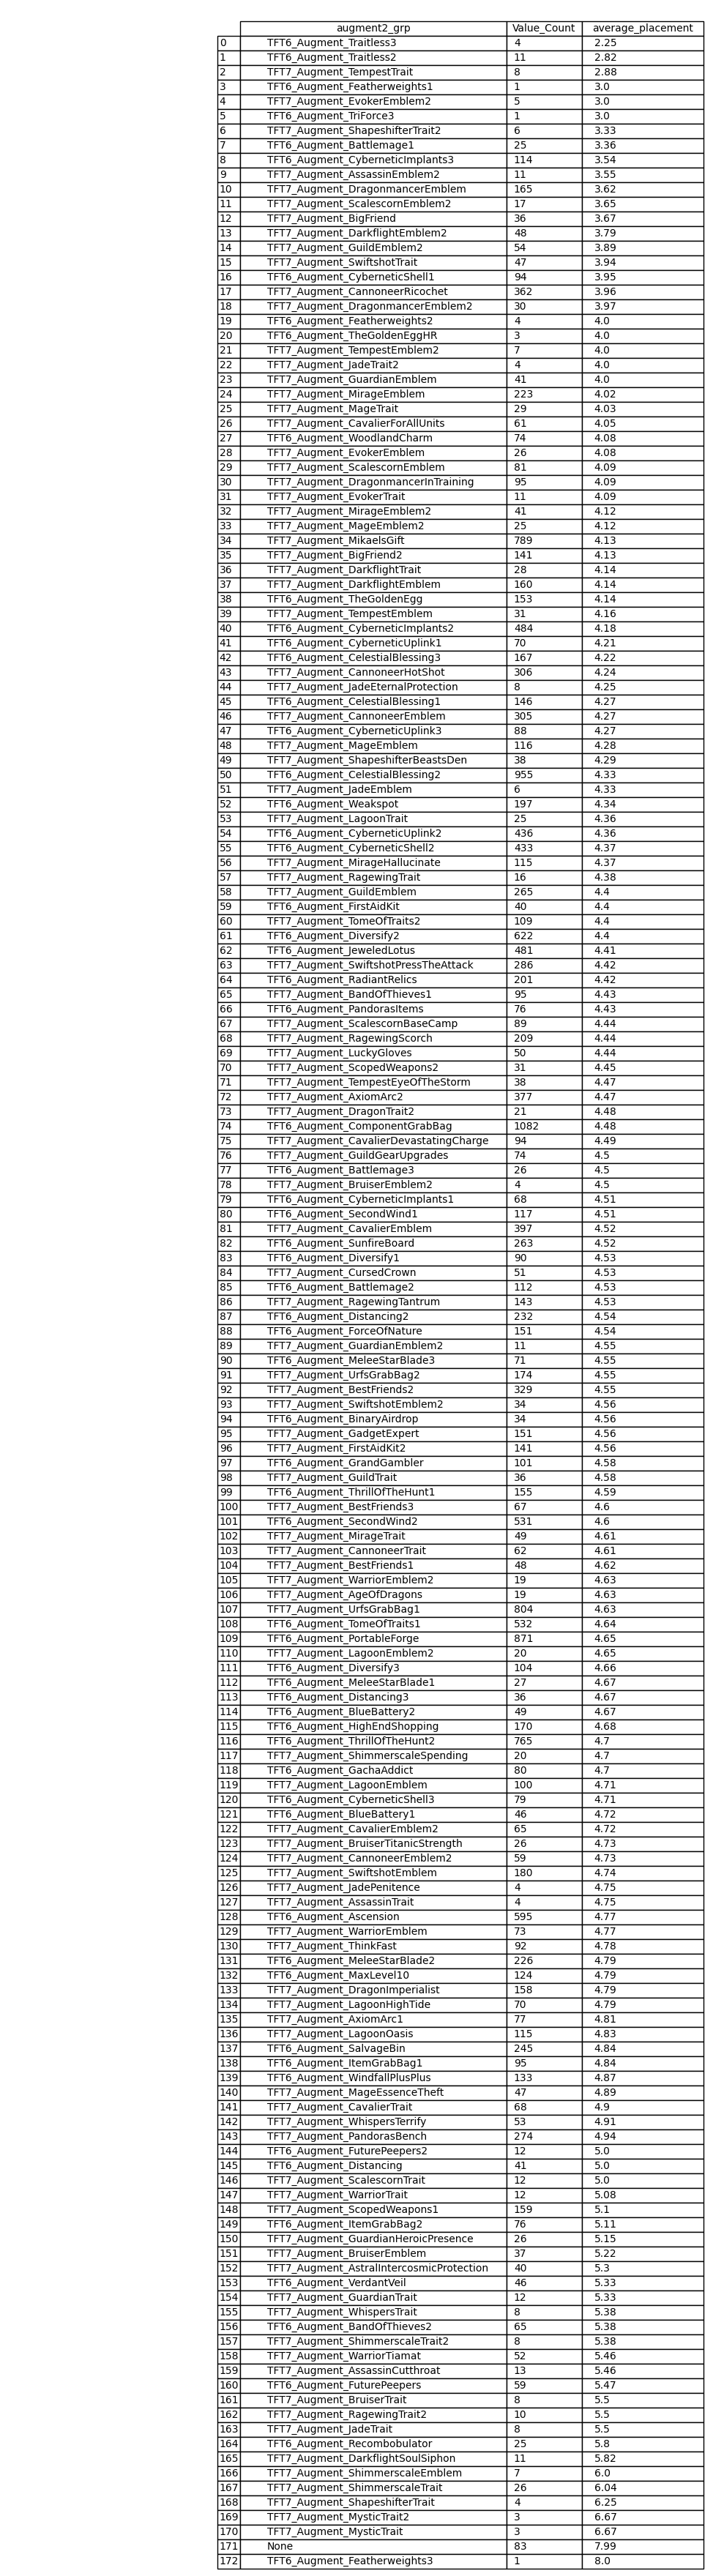 augment2_grp Value_Count average_placement
0 TFT6_Augment_Traitless3 4 2.25
1 TFT6_Augment_Traitless2 11 2.82
2 TFT7_Augment_TempestTrait 8 2.88
3 TFT6_Augment_Featherweights1 1 3.0
4 TFT7_Augment_EvokerEmblem2 5 3.0
5 TFT6_Augment_TriForce3 1 3.0
6 TFT7_Augment_ShapeshifterTrait2 6 3.33
7 TFT6_Augment_Battlemage1 25 3.36
8 TFT6_Augment_CyberneticImplants3 114 3.54
9 TFT7_Augment_AssassinEmblem2 11 3.55
10 TFT7_Augment_DragonmancerEmblem 165 3.62
11 TFT7_Augment_ScalescornEmblem2 17 3.65
12 TFT7_Augment_BigFriend 36 3.67
13 TFT7_Augment_DarkflightEmblem2 48 3.79
14 TFT7_Augment_GuildEmblem2 54 3.89
15 TFT7_Augment_SwiftshotTrait 47 3.94
16 TFT6_Augment_CyberneticShell1 94 3.95
17 TFT7_Augment_CannoneerRicochet 362 3.96
18 TFT7_Augment_DragonmancerEmblem2 30 3.97
19 TFT6_Augment_Featherweights2 4 4.0
20 TFT6_Augment_TheGoldenEggHR 3 4.0
21 TFT7_Augment_TempestEmblem2 7 4.0
22 TFT7_Augment_JadeTrait2 4 4.0
23 TFT7_Augment_GuardianEmblem 41 4.0
24 TFT7_Augment_MirageEmblem 223 4.02
25 TFT7_Augment_MageTrait 29 4.03
26 TFT7_Augment_CavalierForAllUnits 61 4.05
27 TFT6_Augment_WoodlandCharm 74 4.08
28 TFT7_Augment_EvokerEmblem 26 4.08
29 TFT7_Augment_ScalescornEmblem 81 4.09
30 TFT7_Augment_DragonmancerInTraining 95 4.09
31 TFT7_Augment_EvokerTrait 11 4.09
32 TFT7_Augment_MirageEmblem2 41 4.12
33 TFT7_Augment_MageEmblem2 25 4.12
34 TFT7_Augment_MikaelsGift 789 4.13
35 TFT7_Augment_BigFriend2 141 4.13
36 TFT7_Augment_DarkflightTrait 28 4.14
37 TFT7_Augment_DarkflightEmblem 160 4.14
38 TFT6_Augment_TheGoldenEgg 153 4.14
39 TFT7_Augment_TempestEmblem 31 4.16
40 TFT6_Augment_CyberneticImplants2 484 4.18
41 TFT6_Augment_CyberneticUplink1 70 4.21
42 TFT6_Augment_CelestialBlessing3 167 4.22
43 TFT7_Augment_CannoneerHotShot 306 4.24
44 TFT7_Augment_JadeEternalProtection 8 4.25
45 TFT6_Augment_CelestialBlessing1 146 4.27
46 TFT7_Augment_CannoneerEmblem 305 4.27
47 TFT6_Augment_CyberneticUplink3 88 4.27
48 TFT7_Augment_MageEmblem 116 4.28
49 TFT7_Augment_ShapeshifterBeastsDen 38 4.29
50 TFT6_Augment_CelestialBlessing2 955 4.33
51 TFT7_Augment_JadeEmblem 6 4.33
52 TFT6_Augment_Weakspot 197 4.34
53 TFT7_Augment_LagoonTrait 25 4.36
54 TFT6_Augment_CyberneticUplink2 436 4.36
55 TFT6_Augment_CyberneticShell2 433 4.37
56 TFT7_Augment_MirageHallucinate 115 4.37
57 TFT7_Augment_RagewingTrait 16 4.38
58 TFT7_Augment_GuildEmblem 265 4.4
59 TFT6_Augment_FirstAidKit 40 4.4
60 TFT7_Augment_TomeOfTraits2 109 4.4
61 TFT6_Augment_Diversify2 622 4.4
62 TFT6_Augment_JeweledLotus 481 4.41
63 TFT7_Augment_SwiftshotPressTheAttack 286 4.42
64 TFT6_Augment_RadiantRelics 201 4.42
65 TFT7_Augment_BandOfThieves1 95 4.43
66 TFT6_Augment_PandorasItems 76 4.43
67 TFT7_Augment_ScalescornBaseCamp 89 4.44
68 TFT7_Augment_RagewingScorch 209 4.44
69 TFT7_Augment_LuckyGloves 50 4.44
70 TFT7_Augment_ScopedWeapons2 31 4.45
71 TFT7_Augment_TempestEyeOfTheStorm 38 4.47
72 TFT7_Augment_AxiomArc2 377 4.47
73 TFT7_Augment_DragonTrait2 21 4.48
74 TFT6_Augment_ComponentGrabBag 1082 4.48
75 TFT7_Augment_CavalierDevastatingCharge 94 4.49
76 TFT7_Augment_GuildGearUpgrades 74 4.5
77 TFT6_Augment_Battlemage3 26 4.5
78 TFT7_Augment_BruiserEmblem2 4 4.5
79 TFT6_Augment_CyberneticImplants1 68 4.51
80 TFT6_Augment_SecondWind1 117 4.51
81 TFT7_Augment_CavalierEmblem 397 4.52
82 TFT6_Augment_SunfireBoard 263 4.52
83 TFT6_Augment_Diversify1 90 4.53
84 TFT7_Augment_CursedCrown 51 4.53
85 TFT6_Augment_Battlemage2 112 4.53
86 TFT7_Augment_RagewingTantrum 143 4.53
87 TFT6_Augment_Distancing2 232 4.54
88 TFT6_Augment_ForceOfNature 151 4.54
89 TFT7_Augment_GuardianEmblem2 11 4.55
90 TFT6_Augment_MeleeStarBlade3 71 4.55
91 TFT7_Augment_UrfsGrabBag2 174 4.55
92 TFT7_Augment_BestFriends2 329 4.55
93 TFT7_Augment_SwiftshotEmblem2 34 4.56
94 TFT6_Augment_BinaryAirdrop 34 4.56
95 TFT7_Augment_GadgetExpert 151 4.56
96 TFT7_Augment_FirstAidKit2 141 4.56
97 TFT6_Augment_GrandGambler 101 4.58
98 TFT7_Augment_GuildTrait 36 4.58
99 TFT6_Augment_ThrillOfTheHunt1 155 4.59
100 TFT7_Augment_BestFriends3 67 4.6
101 TFT6_Augment_SecondWind2 531 4.6
102 TFT7_Augment_MirageTrait 49 4.61
103 TFT7_Augment_CannoneerTrait 62 4.61
104 TFT7_Augment_BestFriends1 48 4.62
105 TFT7_Augment_WarriorEmblem2 19 4.63
106 TFT7_Augment_AgeOfDragons 19 4.63
107 TFT7_Augment_UrfsGrabBag1 804 4.63
108 TFT6_Augment_TomeOfTraits1 532 4.64
109 TFT6_Augment_PortableForge 871 4.65
110 TFT7_Augment_LagoonEmblem2 20 4.65
111 TFT6_Augment_Diversify3 104 4.66
112 TFT6_Augment_MeleeStarBlade1 27 4.67
113 TFT6_Augment_Distancing3 36 4.67
114 TFT6_Augment_BlueBattery2 49 4.67
115 TFT6_Augment_HighEndShopping 170 4.68
116 TFT6_Augment_ThrillOfTheHunt2 765 4.7
117 TFT7_Augment_ShimmerscaleSpending 20 4.7
118 TFT6_Augment_GachaAddict 80 4.7
119 TFT7_Augment_LagoonEmblem 100 4.71
120 TFT6_Augment_CyberneticShell3 79 4.71
121 TFT6_Augment_BlueBattery1 46 4.72
122 TFT7_Augment_CavalierEmblem2 65 4.72
123 TFT7_Augment_BruiserTitanicStrength 26 4.73
124 TFT7_Augment_CannoneerEmblem2 59 4.73
125 TFT7_Augment_SwiftshotEmblem 180 4.74
126 TFT7_Augment_JadePenitence 4 4.75
127 TFT7_Augment_AssassinTrait 4 4.75
128 TFT6_Augment_Ascension 595 4.77
129 TFT7_Augment_WarriorEmblem 73 4.77
130 TFT7_Augment_ThinkFast 92 4.78
131 TFT6_Augment_MeleeStarBlade2 226 4.79
132 TFT6_Augment_MaxLevel10 124 4.79
133 TFT7_Augment_DragonImperialist 158 4.79
134 TFT7_Augment_LagoonHighTide 70 4.79
135 TFT7_Augment_AxiomArc1 77 4.81
136 TFT7_Augment_LagoonOasis 115 4.83
137 TFT6_Augment_SalvageBin 245 4.84
138 TFT6_Augment_ItemGrabBag1 95 4.84
139 TFT6_Augment_WindfallPlusPlus 133 4.87
140 TFT7_Augment_MageEssenceTheft 47 4.89
141 TFT7_Augment_CavalierTrait 68 4.9
142 TFT7_Augment_WhispersTerrify 53 4.91
143 TFT7_Augment_PandorasBench 274 4.94
144 TFT6_Augment_FuturePeepers2 12 5.0
145 TFT6_Augment_Distancing 41 5.0
146 TFT7_Augment_ScalescornTrait 12 5.0
147 TFT7_Augment_WarriorTrait 12 5.08
148 TFT7_Augment_ScopedWeapons1 159 5.1
149 TFT6_Augment_ItemGrabBag2 76 5.11
150 TFT7_Augment_GuardianHeroicPresence 26 5.15
151 TFT7_Augment_BruiserEmblem 37 5.22
152 TFT7_Augment_AstralIntercosmicProtection 40 5.3
153 TFT6_Augment_VerdantVeil 46 5.33
154 TFT7_Augment_GuardianTrait 12 5.33
155 TFT7_Augment_WhispersTrait 8 5.38
156 TFT6_Augment_BandOfThieves2 65 5.38
157 TFT7_Augment_ShimmerscaleTrait2 8 5.38
158 TFT7_Augment_WarriorTiamat 52 5.46
159 TFT7_Augment_AssassinCutthroat 13 5.46
160 TFT6_Augment_FuturePeepers 59 5.47
161 TFT7_Augment_BruiserTrait 8 5.5
162 TFT7_Augment_RagewingTrait2 10 5.5
163 TFT7_Augment_JadeTrait 8 5.5
164 TFT6_Augment_Recombobulator 25 5.8
165 TFT7_Augment_DarkflightSoulSiphon 11 5.82
166 TFT7_Augment_ShimmerscaleEmblem 7 6.0
167 TFT7_Augment_ShimmerscaleTrait 26 6.04
168 TFT7_Augment_ShapeshifterTrait 4 6.25
169 TFT7_Augment_MysticTrait2 3 6.67
170 TFT7_Augment_MysticTrait 3 6.67
171 None 83 7.99
172 TFT6_Augment_Featherweights3 1 8.0